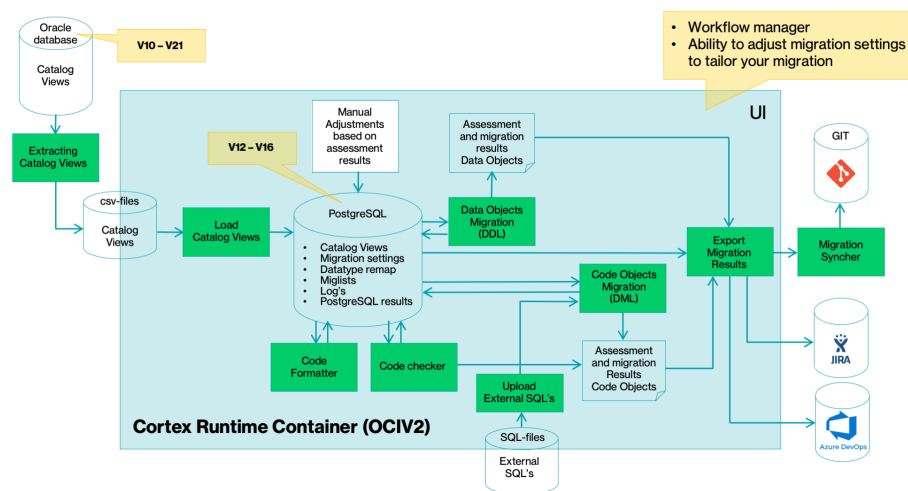 Oracle
database
Catalog
Views
V10 – V21
• Workflow manager
• Ability to adjust migration settings
to tailor your migration
UI
Extracting
Catalog Views
csv-files
Catalog
Views
Load
Catalog Views
Manual
Adjustments
based on
assessment
results
V12 – V16
PostgreSQL
• Catalog Views
• Migration settings
• Datatype remap
• Miglists
• Log's
• PostgreSQL results
Assessment
and migration
results
Data Objects
Data Objects
Migration
(DDL)
Code Objects
Migration
(DML)
Export
Migration
Results
Migration
Syncher
GIT
Code
Formatter
Code checker
Upload
External SQL's
Assessment
and migration
Results
Code Objects
JIRA
Azure DevOps
Cortex Runtime Container (OCIV2)
SQL-files
External
SQL's